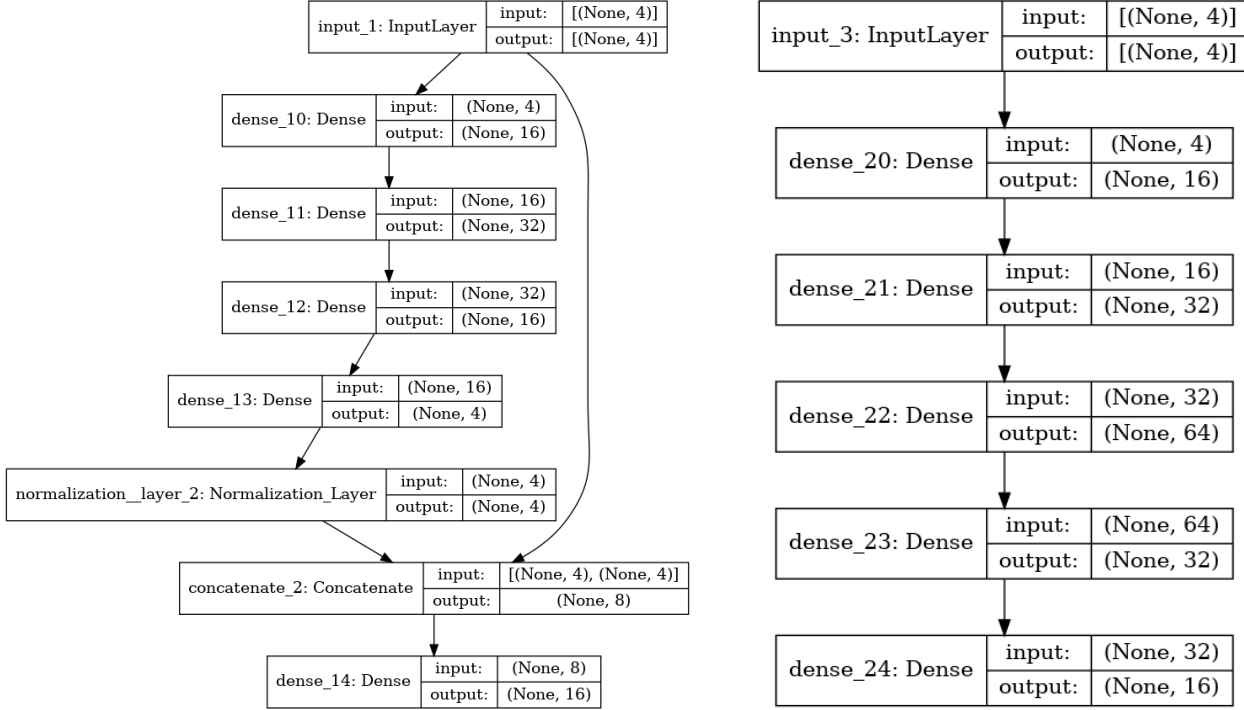 input_1: InputLayer input: [(None, 4)]
output: [(None, 4)]
dense_10: Dense input: (None, 4)
output: (None, 16)
dense_11: Dense input: (None, 16)
output: (None, 32)
dense_12: Dense input: (None, 32)
output: (None, 16)
dense_13: Dense input: (None, 16)
output: (None, 4)
normalization__layer_2: Normalization_Layer input: (None, 4)
output: (None, 4)
concatenate_2: Concatenate input: [(None, 4), (None, 4)]
output: (None, 8)
dense_14: Dense input: (None, 8)
output: (None, 16)
input_3: InputLayer input: [(None, 4)]
output: [(None, 4)]
dense_20: Dense input: (None, 4)
output: (None, 16)
dense_21: Dense input: (None, 16)
output: (None, 32)
dense_22: Dense input: (None, 32)
output: (None, 64)
dense_23: Dense input: (None, 64)
output: (None, 32)
dense_24: Dense input: (None, 32)
output: (None, 16)